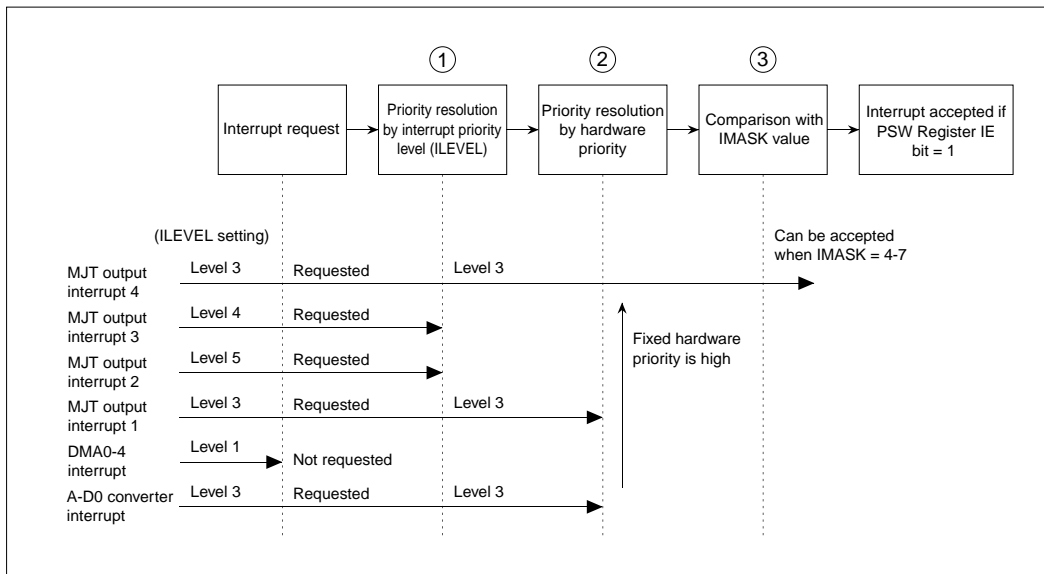 1
2
3
Interrupt request
Priority resolution
by interrupt priority
level (ILEVEL)
Priority resolution
by hardware
priority
Comparison with
IMASK value
Interrupt accepted if
PSW Register IE
bit = 1
(ILEVEL setting)
Can be accepted
when IMASK = 4-7
MJT output
interrupt 4
Level 3
Requested
Level 3
MJT output
interrupt 3
Level 4
Requested
Fixed hardware
priority is high
MJT output
interrupt 2
Level 5
Requested
MJT output
interrupt 1
Level 3
Requested
Level 3
DMA0-4
interrupt
Level 1
Not requested
A-D0 converter
interrupt
Level 3
Requested
Level 3